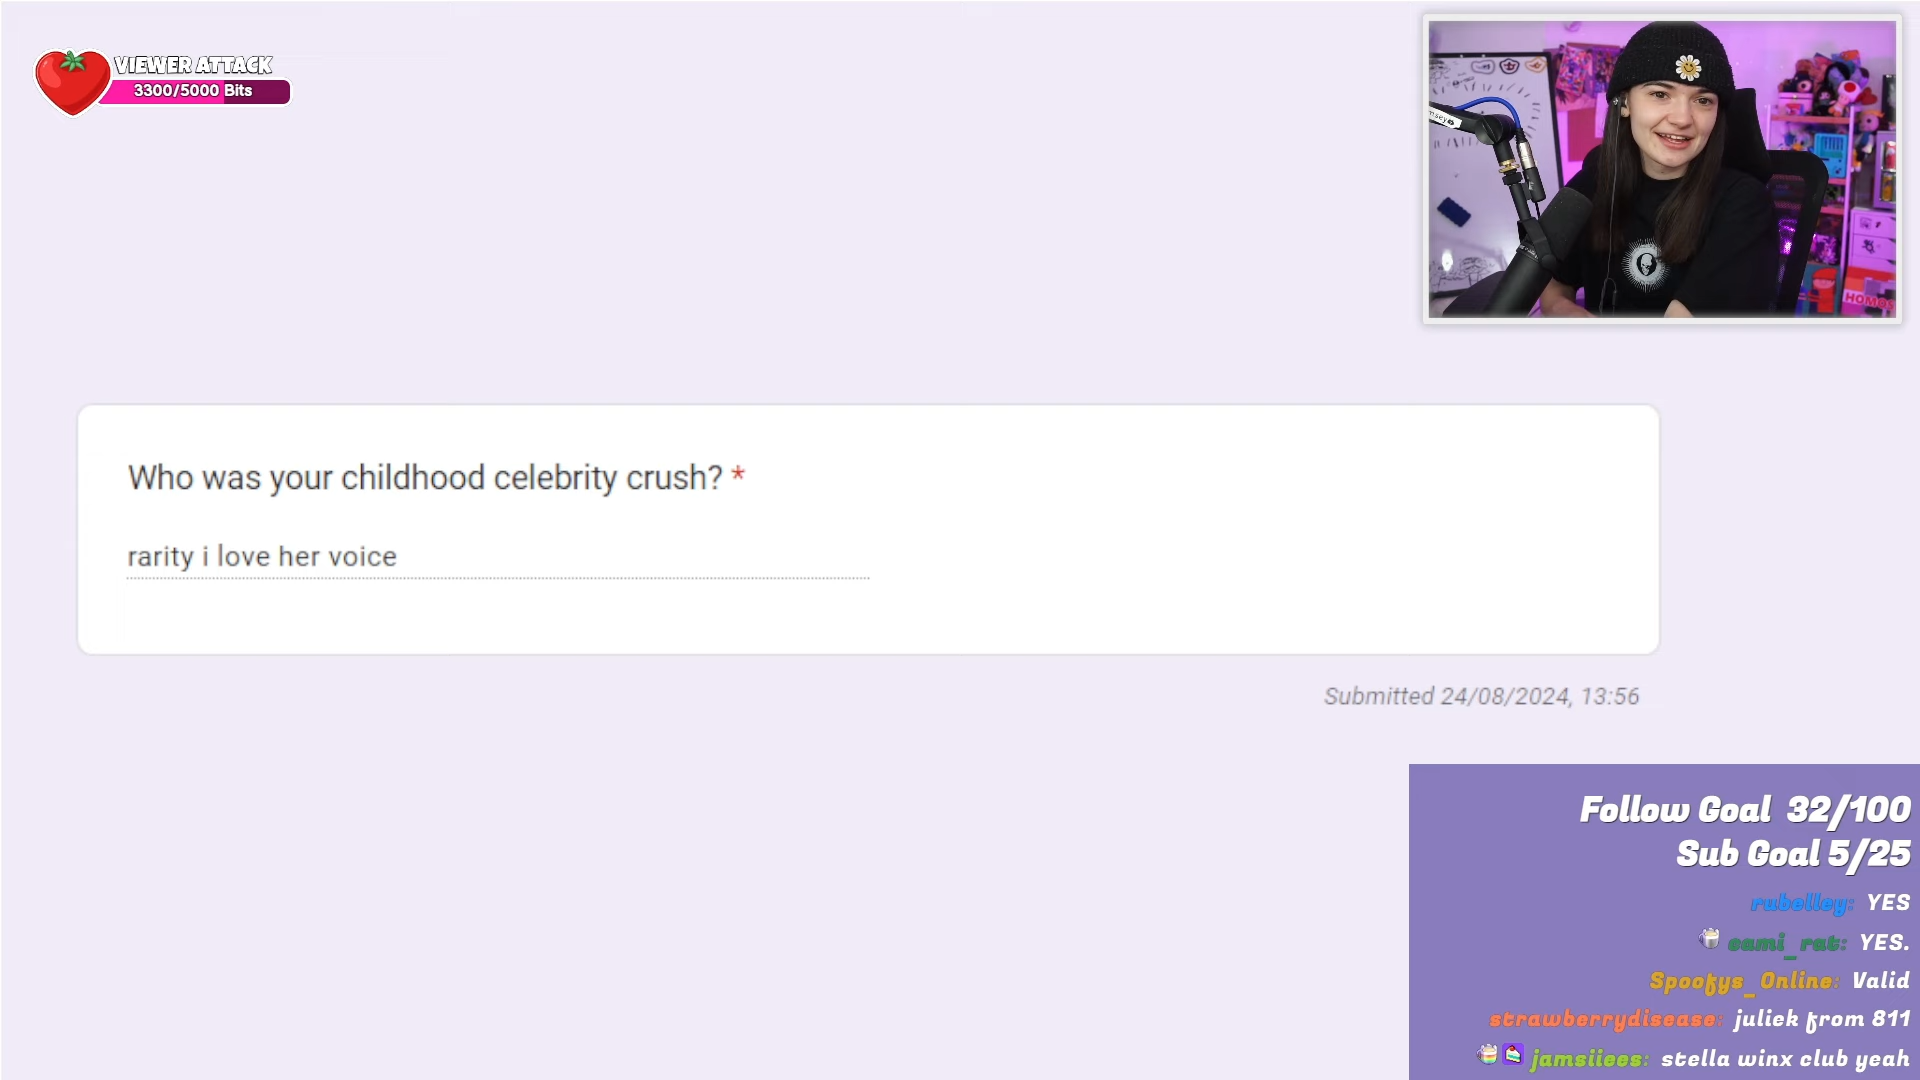 VIEWER ATTACK
3300/5000 Bits
HOMOS
Who was your childhood celebrity crush? *
rarity i love her voice
Submitted 24/08/2024, 13:56
Follow Goal 32/100
Sub Goal 5/25
rubelley: YES
cami_rat: YES.
Spoofys_Online: Valid
strawberrydisease: juliek from 811
jamsiiees: stella winx club yeah